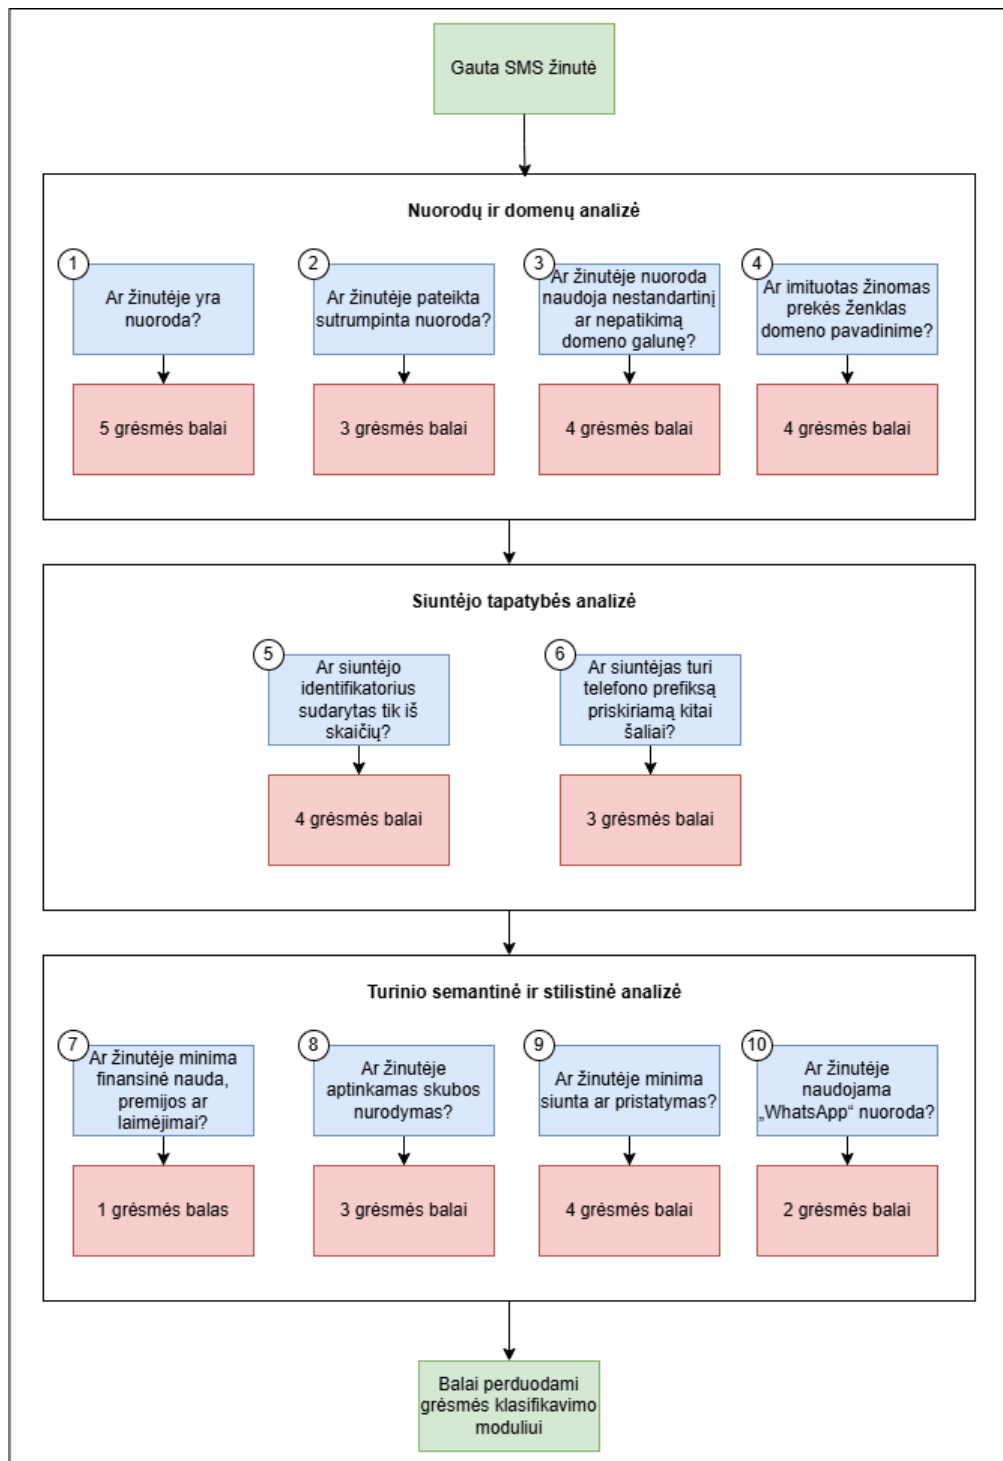 Gauta SMS žinutė
Nuorodų ir domenų analizė
1
Ar žinutėje yra
nuoroda?
5 grėsmės balai
2
Ar žinutėje pateikta
sutrumpinta nuoroda?
3 grėsmės balai
3
Ar žinutėje nuoroda
naudoja nestandartinį
ar nepatikimą
domeno galunę?
4 grėsmės balai
4
Ar imituotas žinomas
prekės ženklas
domeno pavadinime?
4 grėsmės balai
Siuntėjo tapatybės analizė
5
Ar siuntėjo
identifikatorius
sudarytas tik iš
skaičių?
4 grėsmės balai
6
Ar siuntėjas turi
telefono prefiksą
priskiriamą kitai
šaliai?
3 grėsmės balai
Turinio semantinė ir stilistinė analizė
7
Ar žinutėje minima
finansinė nauda,
premijos ar
laimėjimai?
1 grėsmės balas
8
Ar žinutėje
aptinkamas skubos
nurodymas?
3 grėsmės balai
9
Ar žinutėje minima
siunta ar pristatymas?
4 grėsmės balai
10
Ar žinutėje
naudojama
„WhatsApp“ nuoroda?
2 grėsmės balai
Balai perduodami
grėsmės klasifikavimo
moduliui